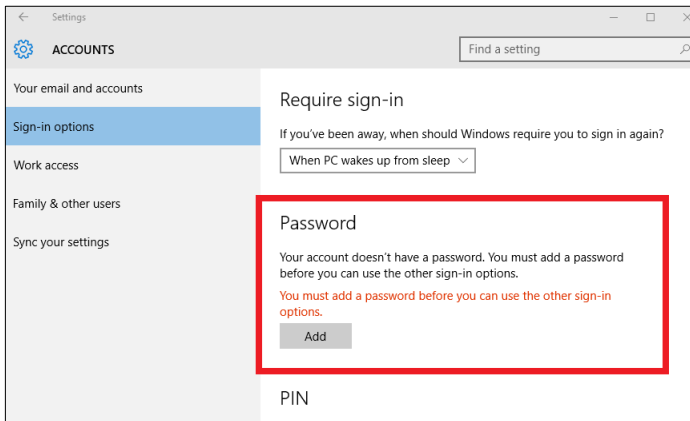 Settings
ACCOUNTS
Find a setting
Your email and accounts
Sign-in options
Work access
Family & other users
Sync your settings
Require sign-in
If you've been away, when should Windows require you to sign in again?
When PC wakes up from sleep
Password
Your account doesn't have a password. You must add a password
before you can use the other sign-in options.
You must add a password before you can use the other sign-in
options.
Add
PIN